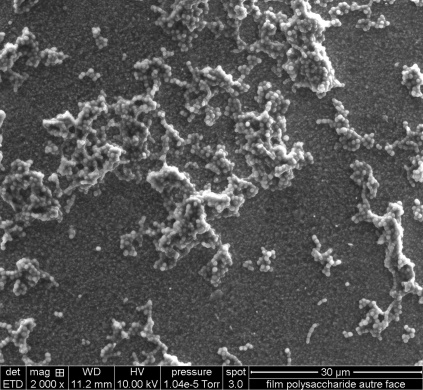 det mag ⊞ WD HV pressure spot 30 µm
ETD 2 000 x 11.2 mm 10.00 kV 1.04e-5 Torr 3.0 film polysaccharide autre face